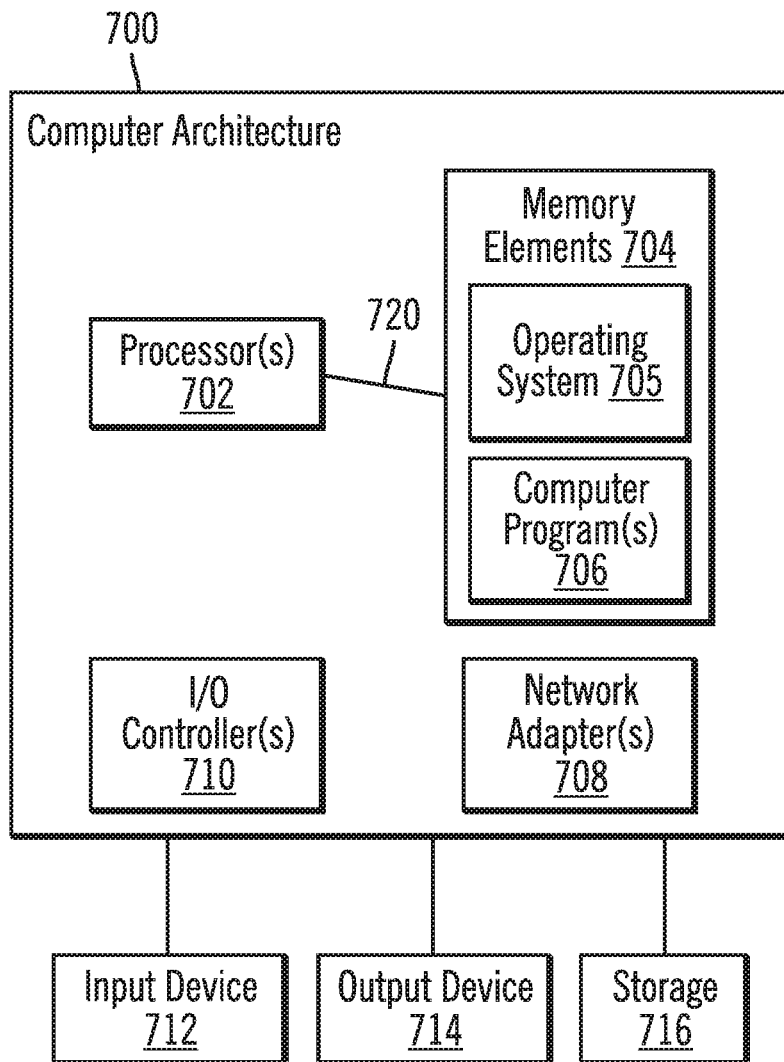 700
Computer Architecture
Memory
Elements 704
720
Processor(s)
702
Operating
System 705
Computer
Program(s)
706
I/O
Controller(s)
710
Network
Adapter(s)
708
Input Device
712
Output Device
714
Storage
716